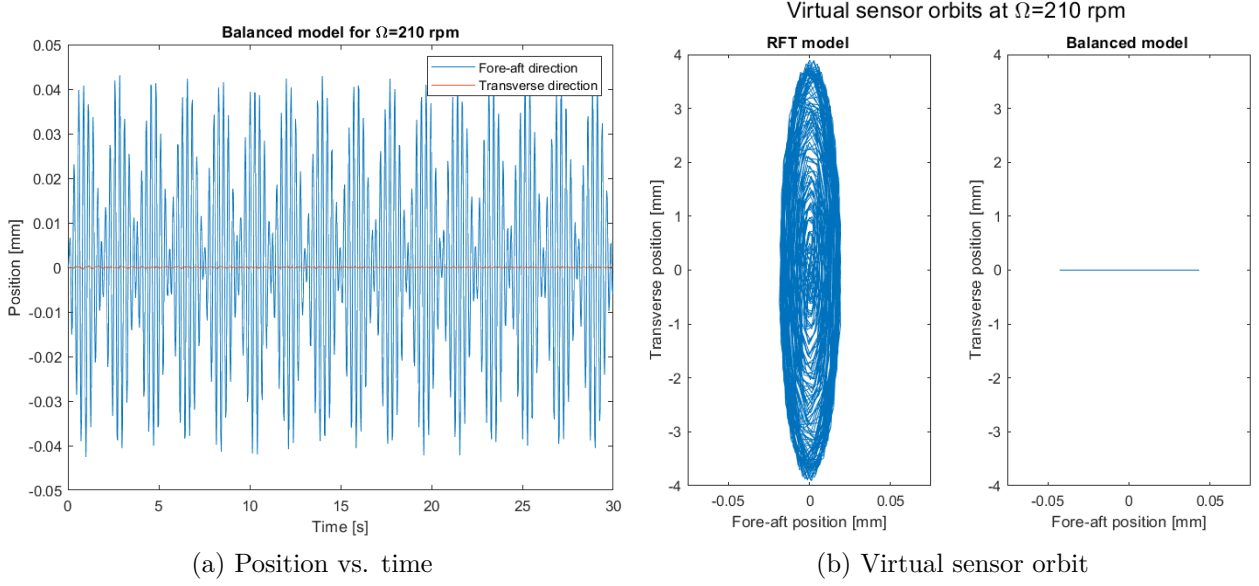 Balanced model for Ω=210 rpm
0.05
0.04
0.03
0.02
0.01
0
-0.01
-0.02
-0.03
-0.04
-0.05
Position [mm]
Fore-aft direction
Transverse direction
0 5 10 15 20 25 30
Time [s]
(a) Position vs. time
Virtual sensor orbits at Ω=210 rpm
RFT model
4
3
2
1
0
-1
-2
-3
-4
Transverse position [mm]
-0.05 0 0.05
Fore-aft position [mm]
Balanced model
4
3
2
1
0
-1
-2
-3
-4
Transverse position [mm]
-0.05 0 0.05
Fore-aft position [mm]
(b) Virtual sensor orbit